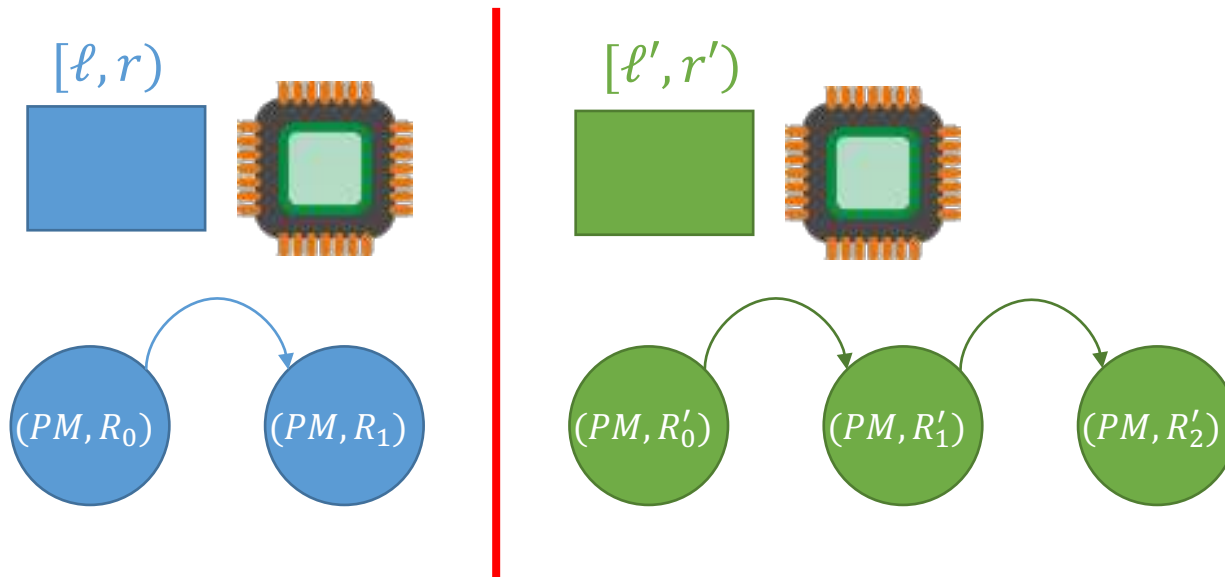 [ℓ, r)
[ℓ′, r′)
(PM, R₀)
(PM, R₁)
(PM, R′₀)
(PM, R′₁)
(PM, R′₂)